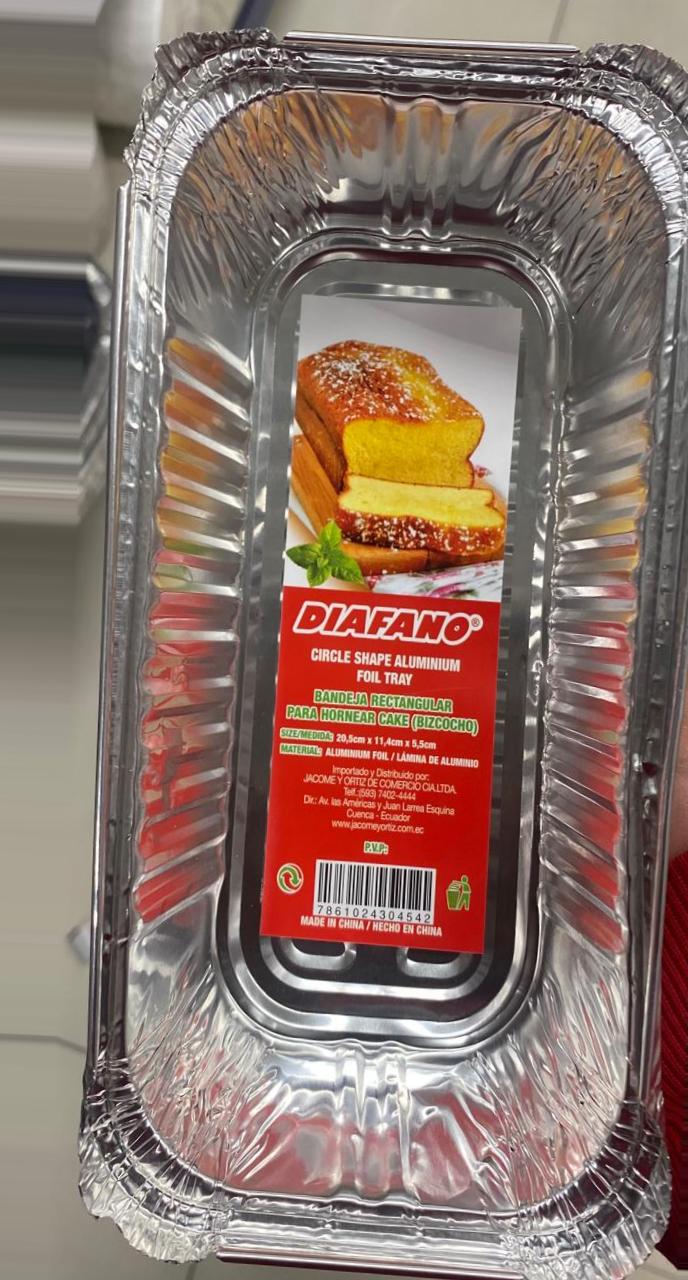 DIAFANO®
CIRCLE SHAPE ALUMINIUM
FOIL TRAY
BANDEJA RECTANGULAR
PARA HORNEAR CAKE (BIZCOCHO)
SIZE/MEDIDA: 20,5cm x 11,4cm x 5,5cm
MATERIAL: ALUMINIUM FOIL / LÁMINA DE ALUMINIO
Importado y Distribuido por:
JACOME Y ORTIZ DE COMERCIO CIA.LTDA.
Telf.:(593) 7402-4444
Dir.: Av. las Américas y Juan Larrea Esquina
Cuenca - Ecuador
www.jacomeyortiz.com.ec
P.V.P.:
7861024304542
MADE IN CHINA / HECHO EN CHINA